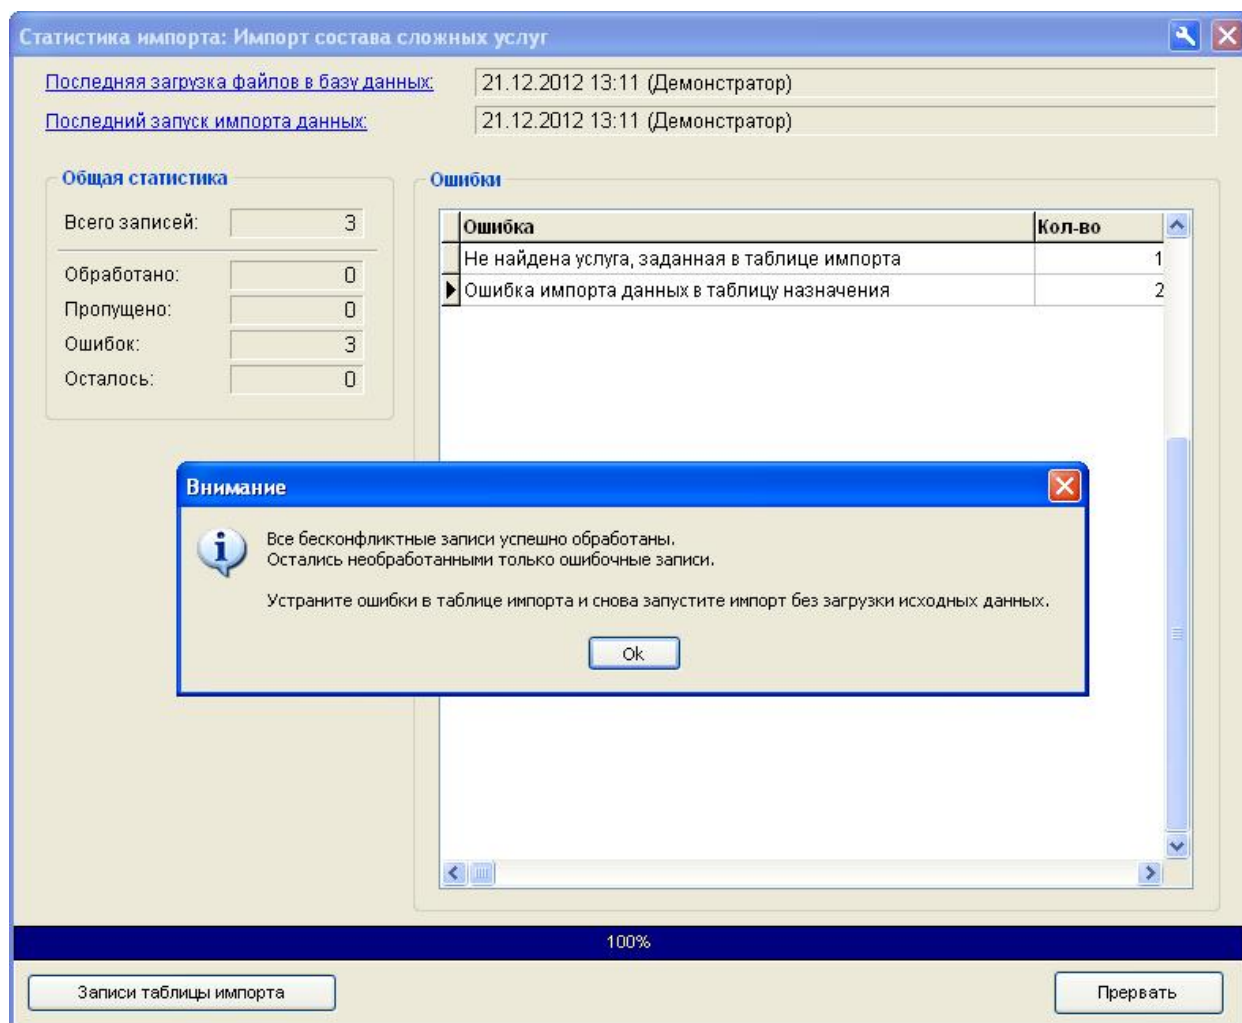 Статистика импорта: Импорт состава сложных услуг
Последняя загрузка файлов в базу данных: 21.12.2012 13:11 (Демонстратор)
Последний запуск импорта данных: 21.12.2012 13:11 (Демонстратор)
Общая статистика
Всего записей: 3
Обработано: 0
Пропущено: 0
Ошибок: 3
Осталось: 0
Ошибки
Ошибка Кол-во
Не найдена услуга, заданная в таблице импорта 1
Ошибка импорта данных в таблицу назначения 2
Внимание
Все бесконфликтные записи успешно обработаны.
Остались необработанными только ошибочные записи.
Устраните ошибки в таблице импорта и снова запустите импорт без загрузки исходных данных.
Ok
100%
Записи таблицы импорта
Прервать